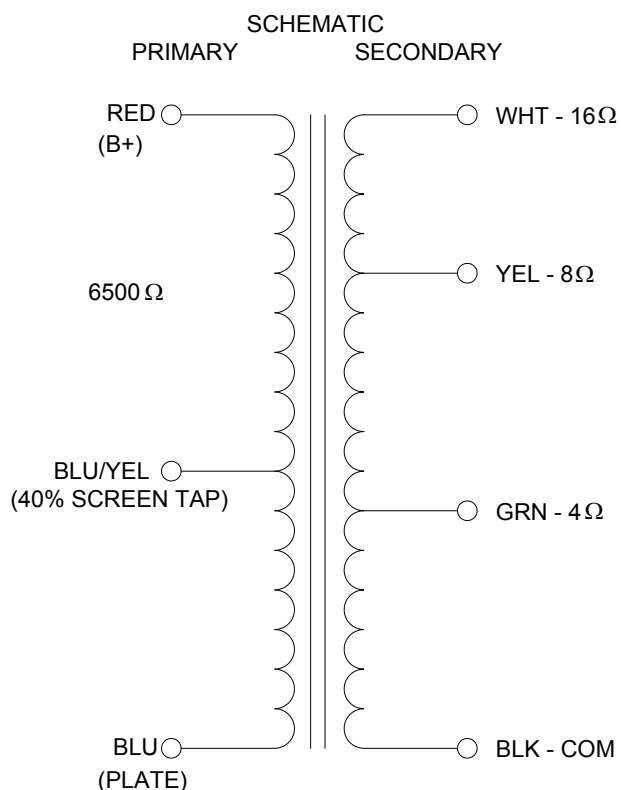 SCHEMATIC
PRIMARY SECONDARY
RED
(B+)
WHT - 16Ω
YEL - 8Ω
6500 Ω
BLU/YEL
(40% SCREEN TAP)
GRN - 4Ω
BLU
(PLATE)
BLK - COM